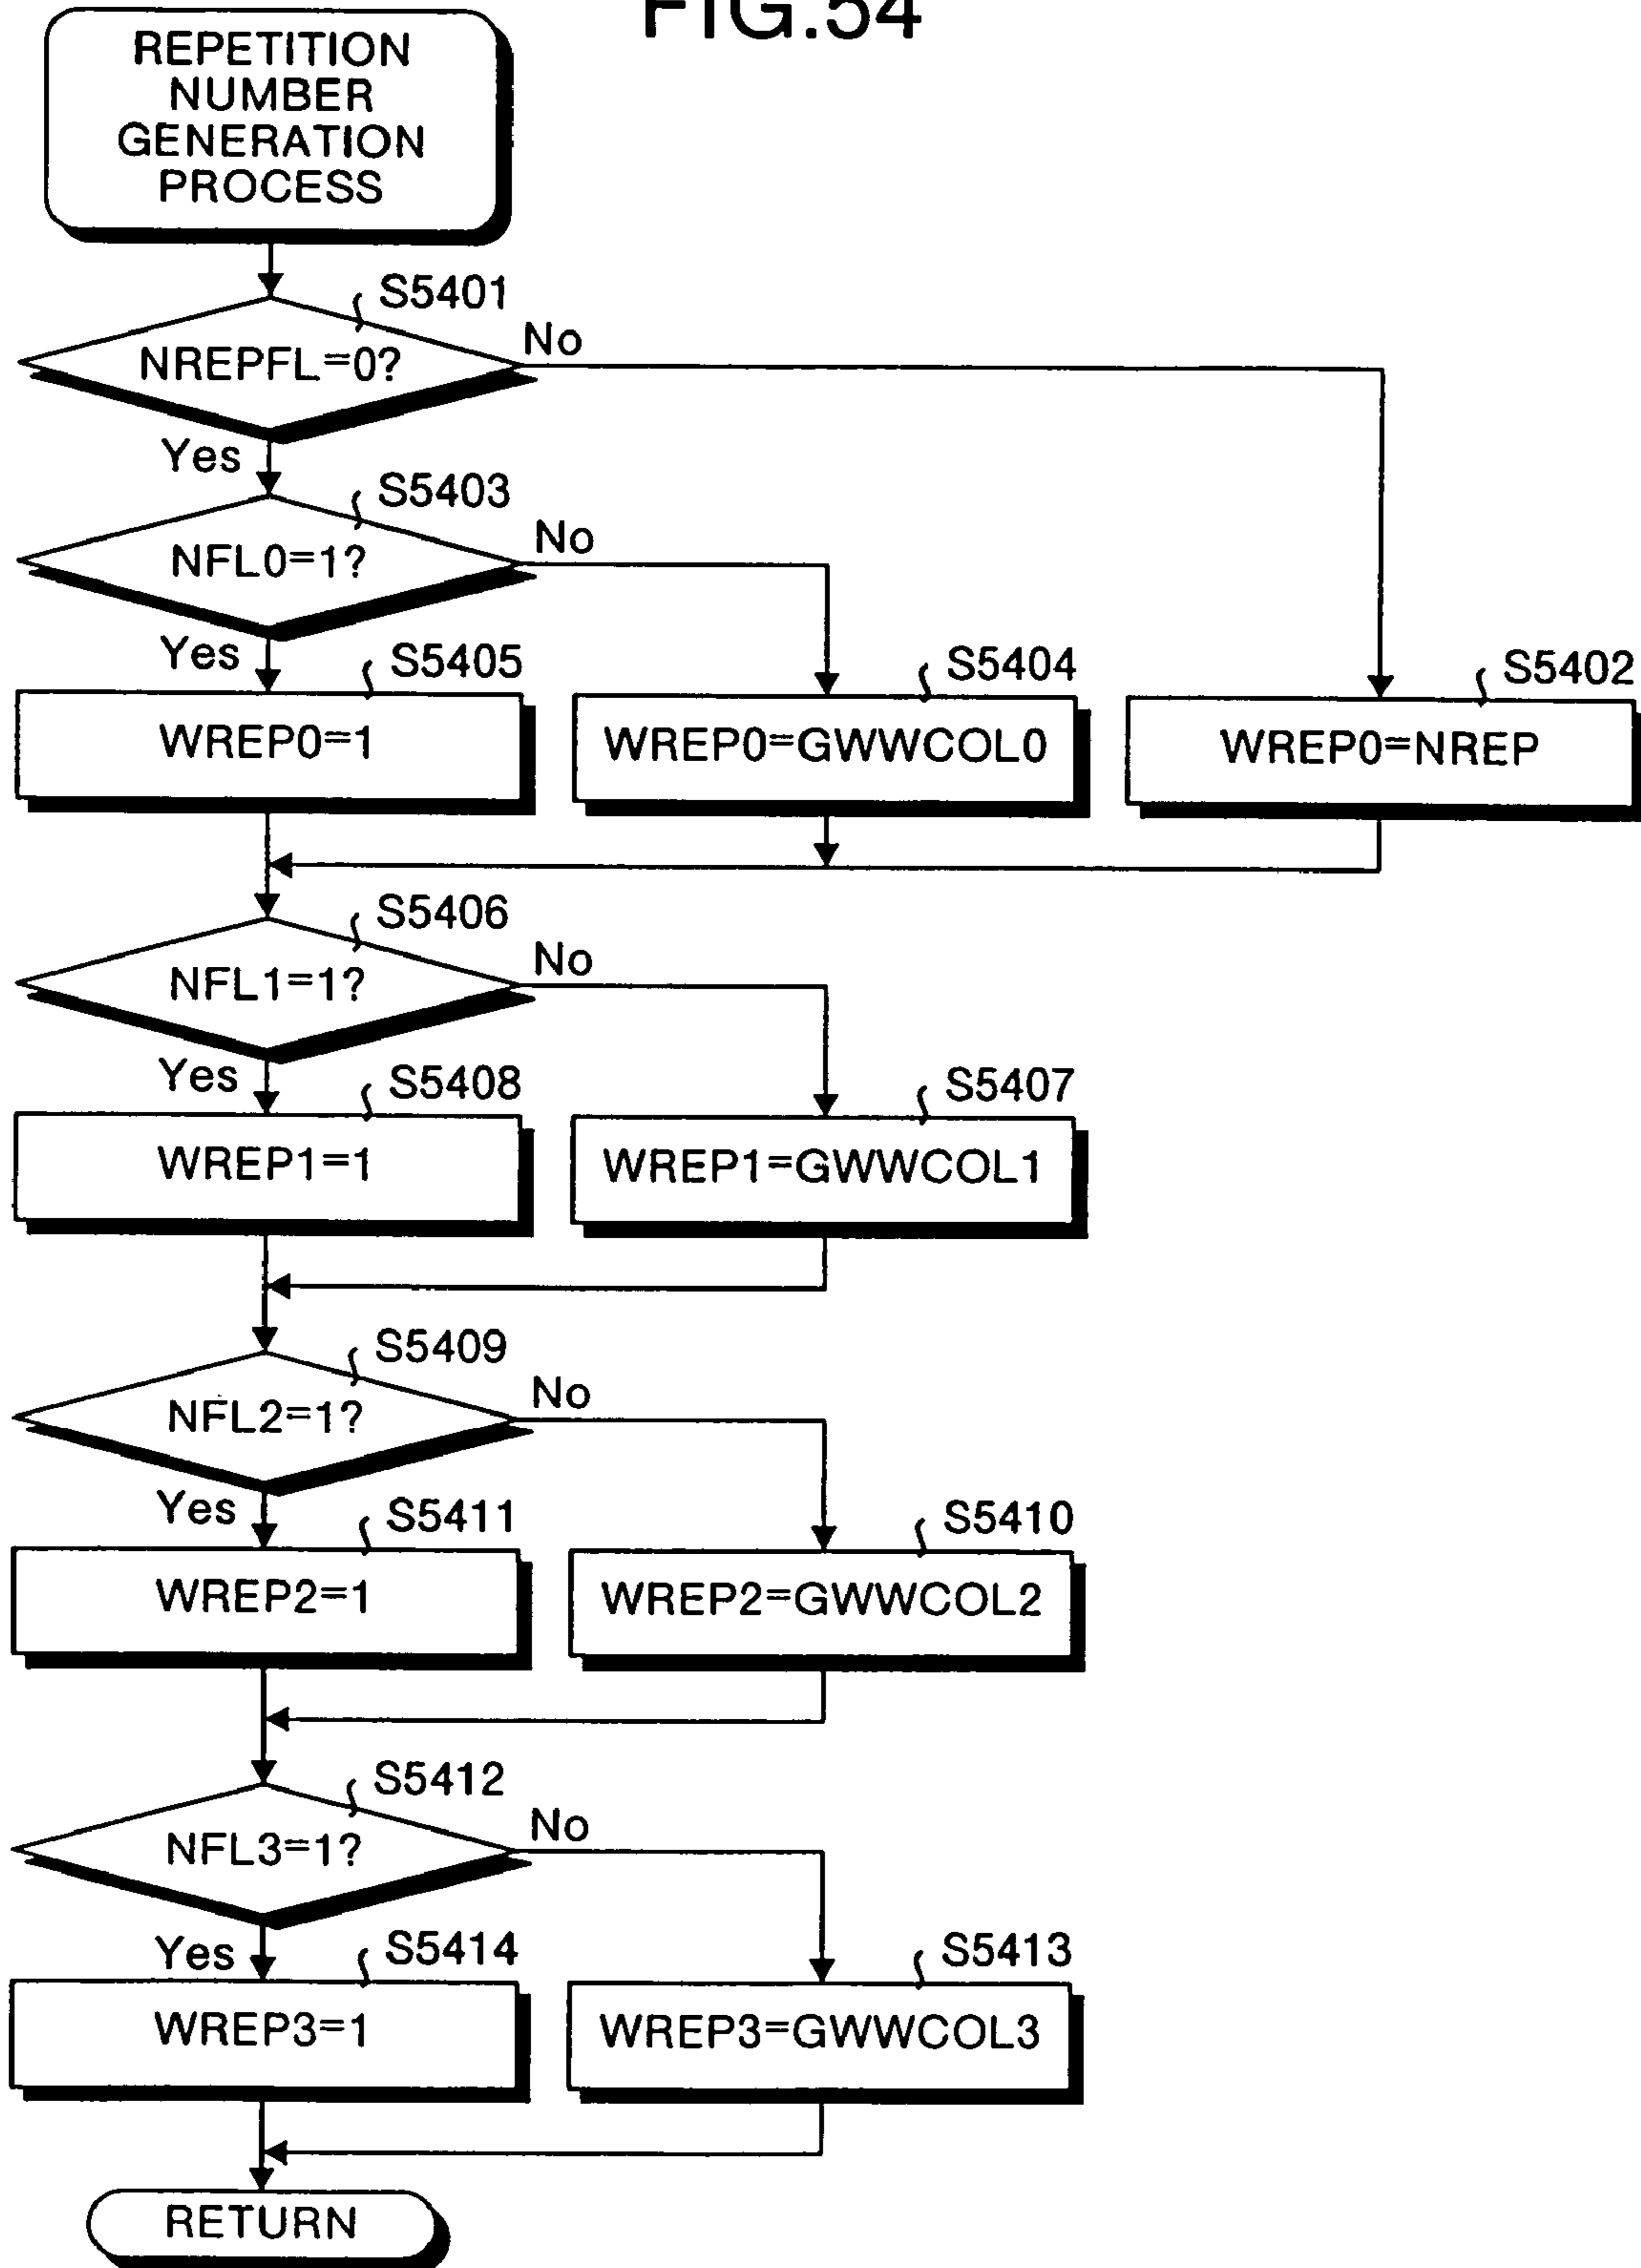 FIG.54
REPETITION
NUMBER
GENERATION
PROCESS
S5401
NREPFL=0?
No
Yes
S5403
NFL0=1?
No
Yes
S5405
S5404
S5402
WREP0=1
WREP0=GWWCOL0
WREP0=NREP
S5406
NFL1=1?
No
Yes
S5408
S5407
WREP1=1
WREP1=GWWCOL1
S5409
NFL2=1?
No
Yes
S5411
S5410
WREP2=1
WREP2=GWWCOL2
S5412
NFL3=1?
No
Yes
S5414
S5413
WREP3=1
WREP3=GWWCOL3
RETURN